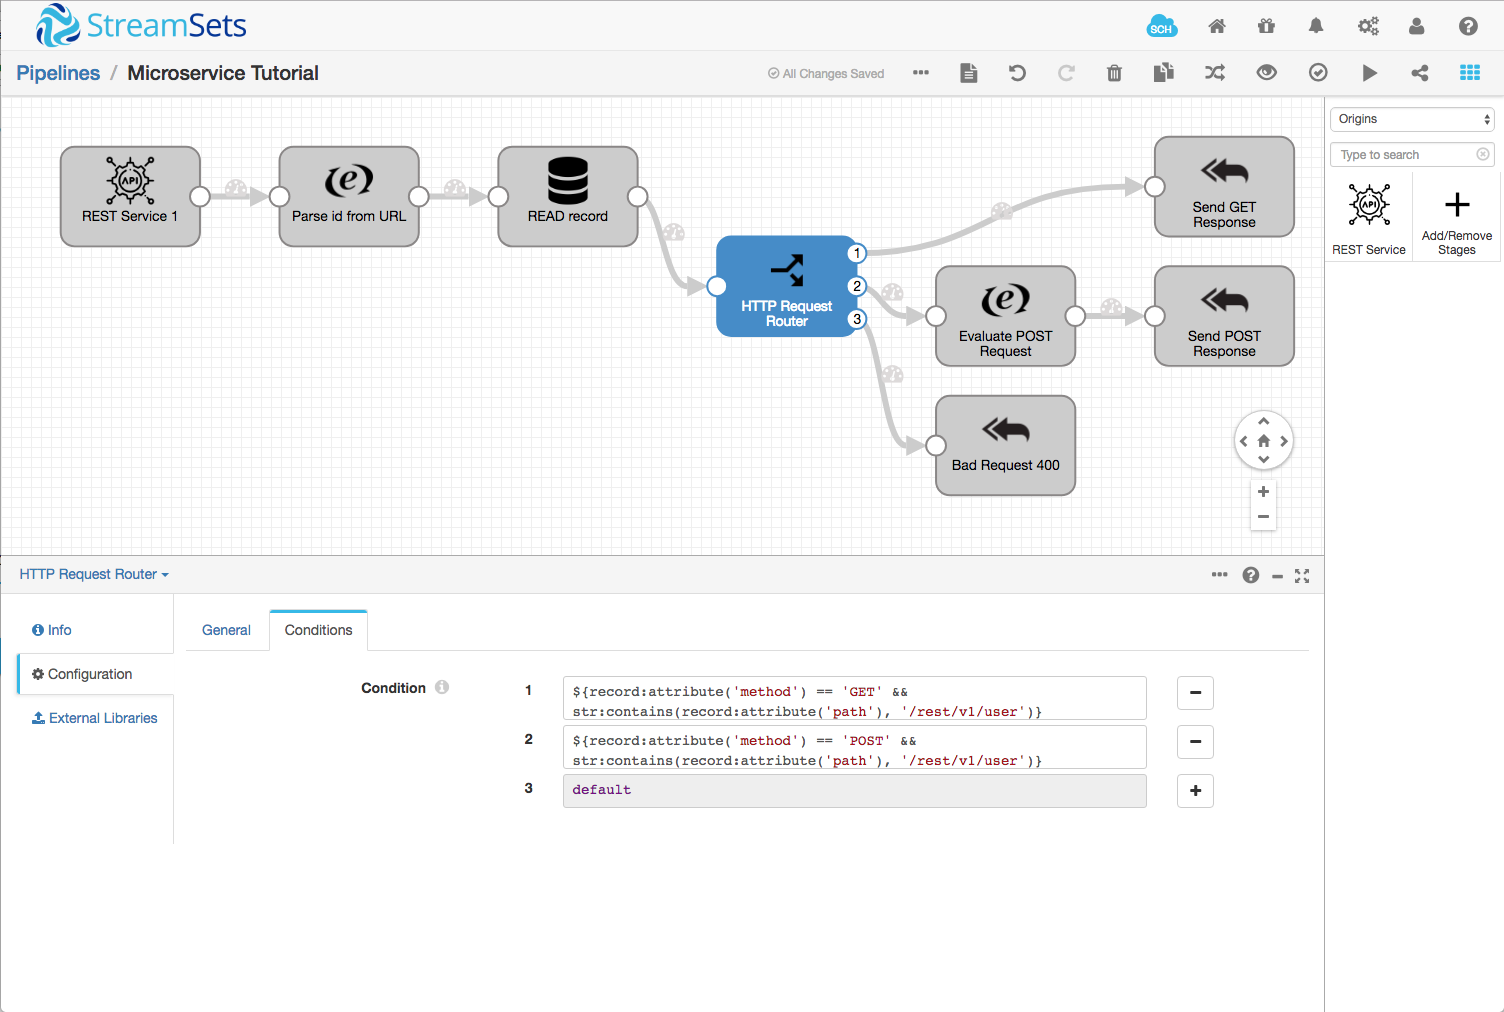 StreamSets
SCH
Pipelines / Microservice Tutorial
All Changes Saved
REST Service 1
Parse id from URL
READ record
HTTP Request
Router
1
2
3
Send GET
Response
Evaluate POST
Request
Send POST
Response
Bad Request 400
Origins
Type to search
API
REST Service
Add/Remove
Stages
HTTP Request Router
Info
Configuration
External Libraries
General
Conditions
Condition
1
${record:attribute('method') == 'GET' &&
str:contains(record:attribute('path'), '/rest/v1/user')}
2
${record:attribute('method') == 'POST' &&
str:contains(record:attribute('path'), '/rest/v1/user')}
3
default